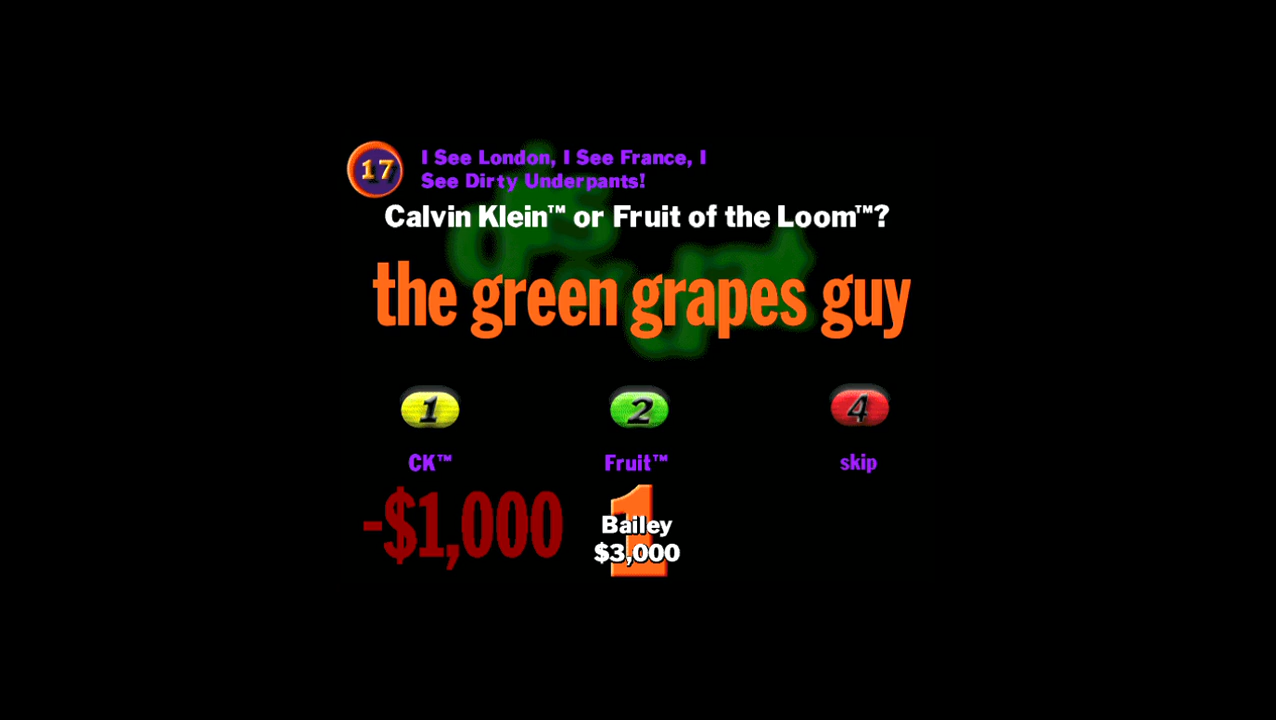 17
I See London, I See France, I
See Dirty Underpants!
Calvin Klein™ or Fruit of the Loom™?
the green grapes guy
1 2 4
CK™ Fruit™ skip
-$1,000
1
Bailey
$3,000